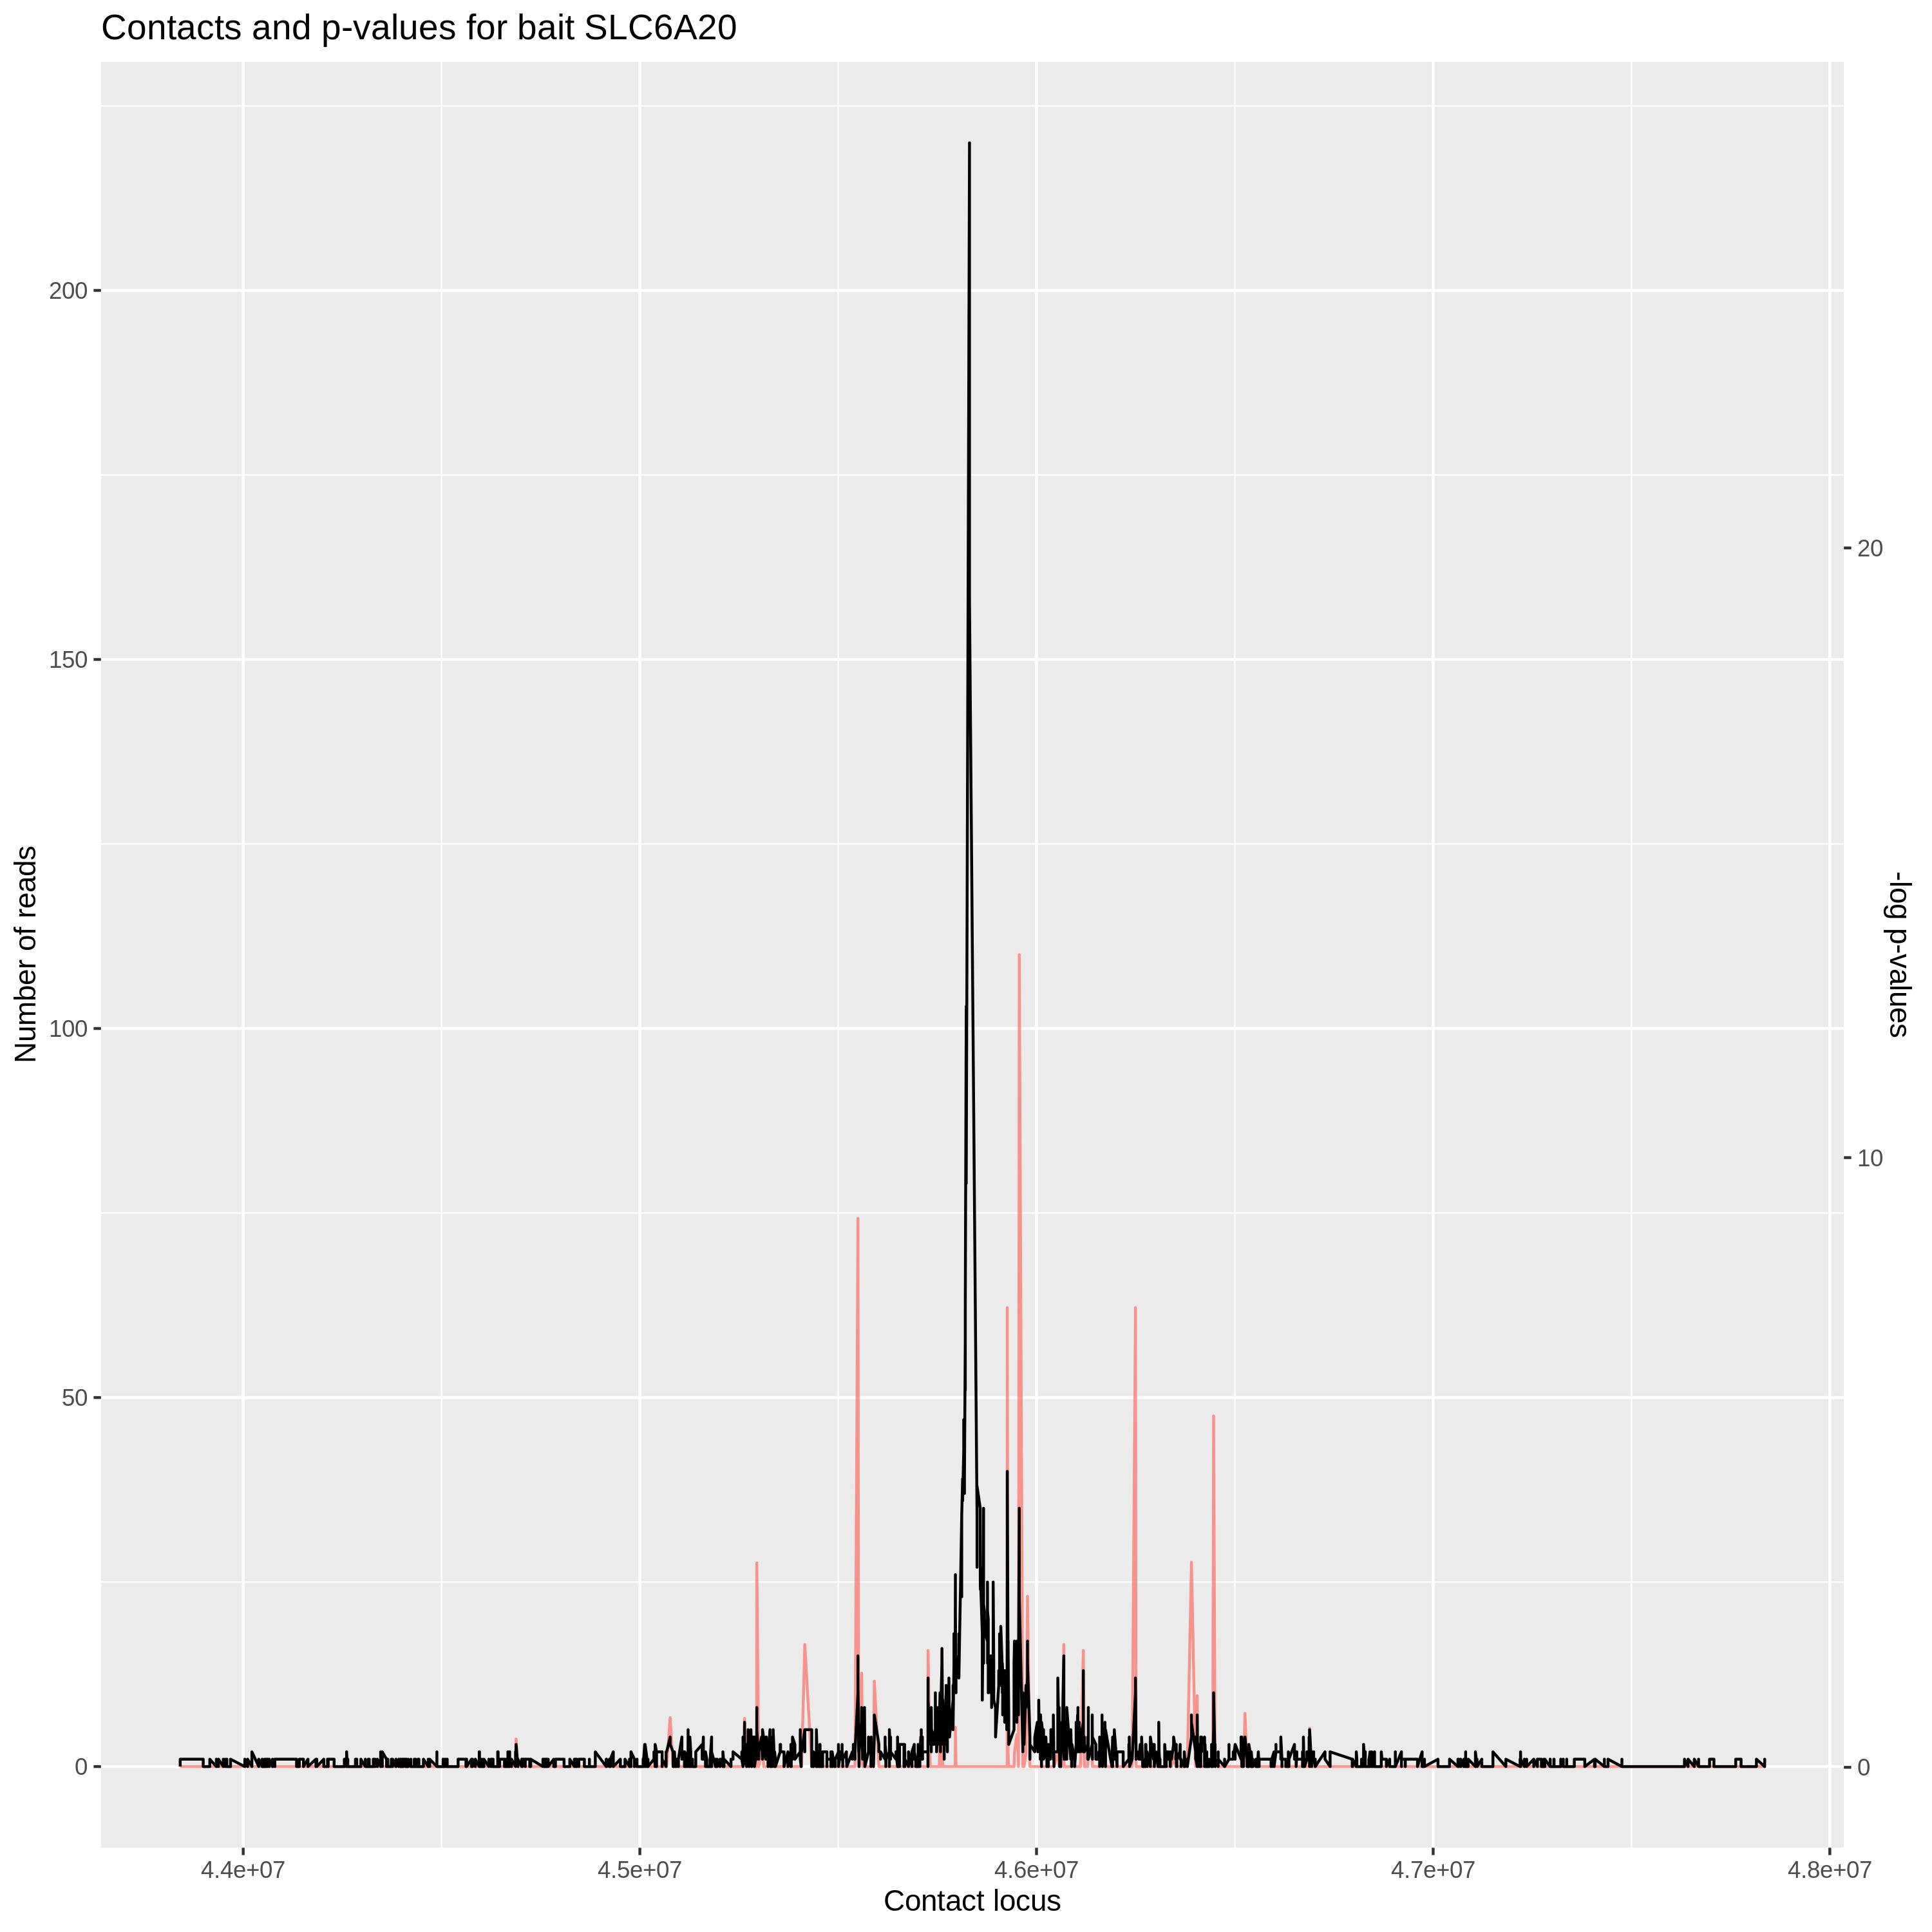 Contacts and p-values for bait SLC6A20
200
150
100
50
0
Number of reads
20
10
0
-log p-values
4.4e+07
4.5e+07
4.6e+07
4.7e+07
4.8e+07
Contact locus